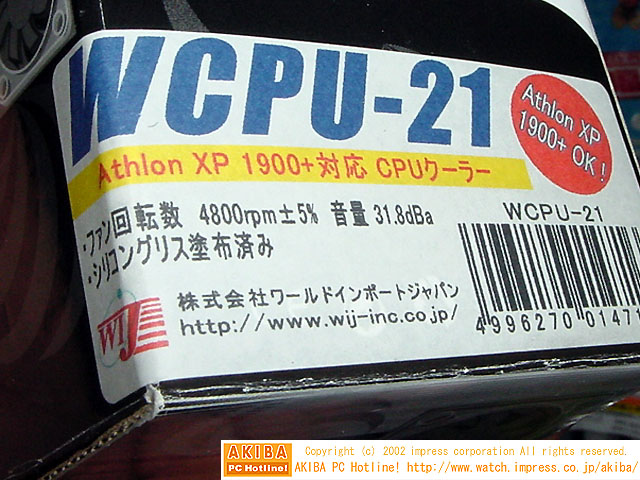 WCPU-21
Athlon XP
1900+ OK!
Athlon XP 1900+対応 CPUクーラー
・ファン回転数 4800rpm±5% 音量 31.8dBa
・シリコングリス塗布済み
WCPU-21
WIJ
株式会社ワールドインポートジャパン
http://www.wij-inc.co.jp/
4996270 01471
AKIBA
PC Hotline!
Copyright (c) 2002 impress corporation All rights reserved.
AKIBA PC Hotline! http://www.watch.impress.co.jp/akiba/